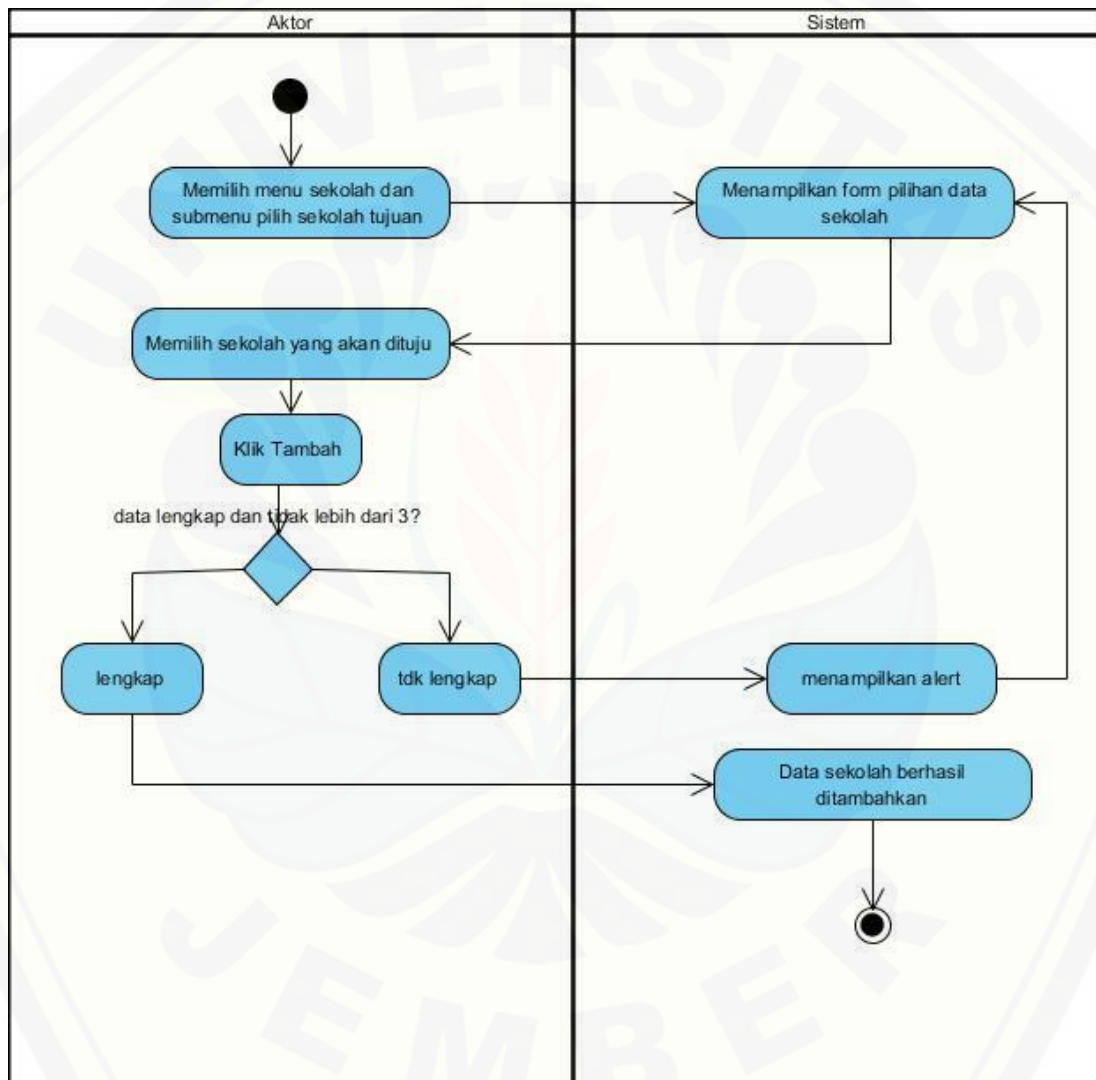 Aktor
Sistem
Memilih menu sekolah dan
submenu pilih sekolah tujuan
Menampilkan form pilihan data
sekolah
Memilih sekolah yang akan dituju
Klik Tambah
data lengkap dan tidak lebih dari 3?
lengkap
tdk lengkap
menampilkan alert
Data sekolah berhasil
ditambahkan
UNIVERSITAS
JEMBER